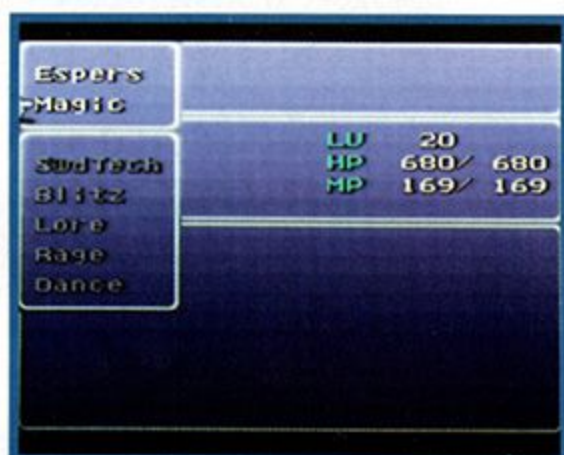 Espers
Magic
LV 20
HP 680/ 680
MP 169/ 169
SwdTech
Blitz
Lore
Rage
Dance